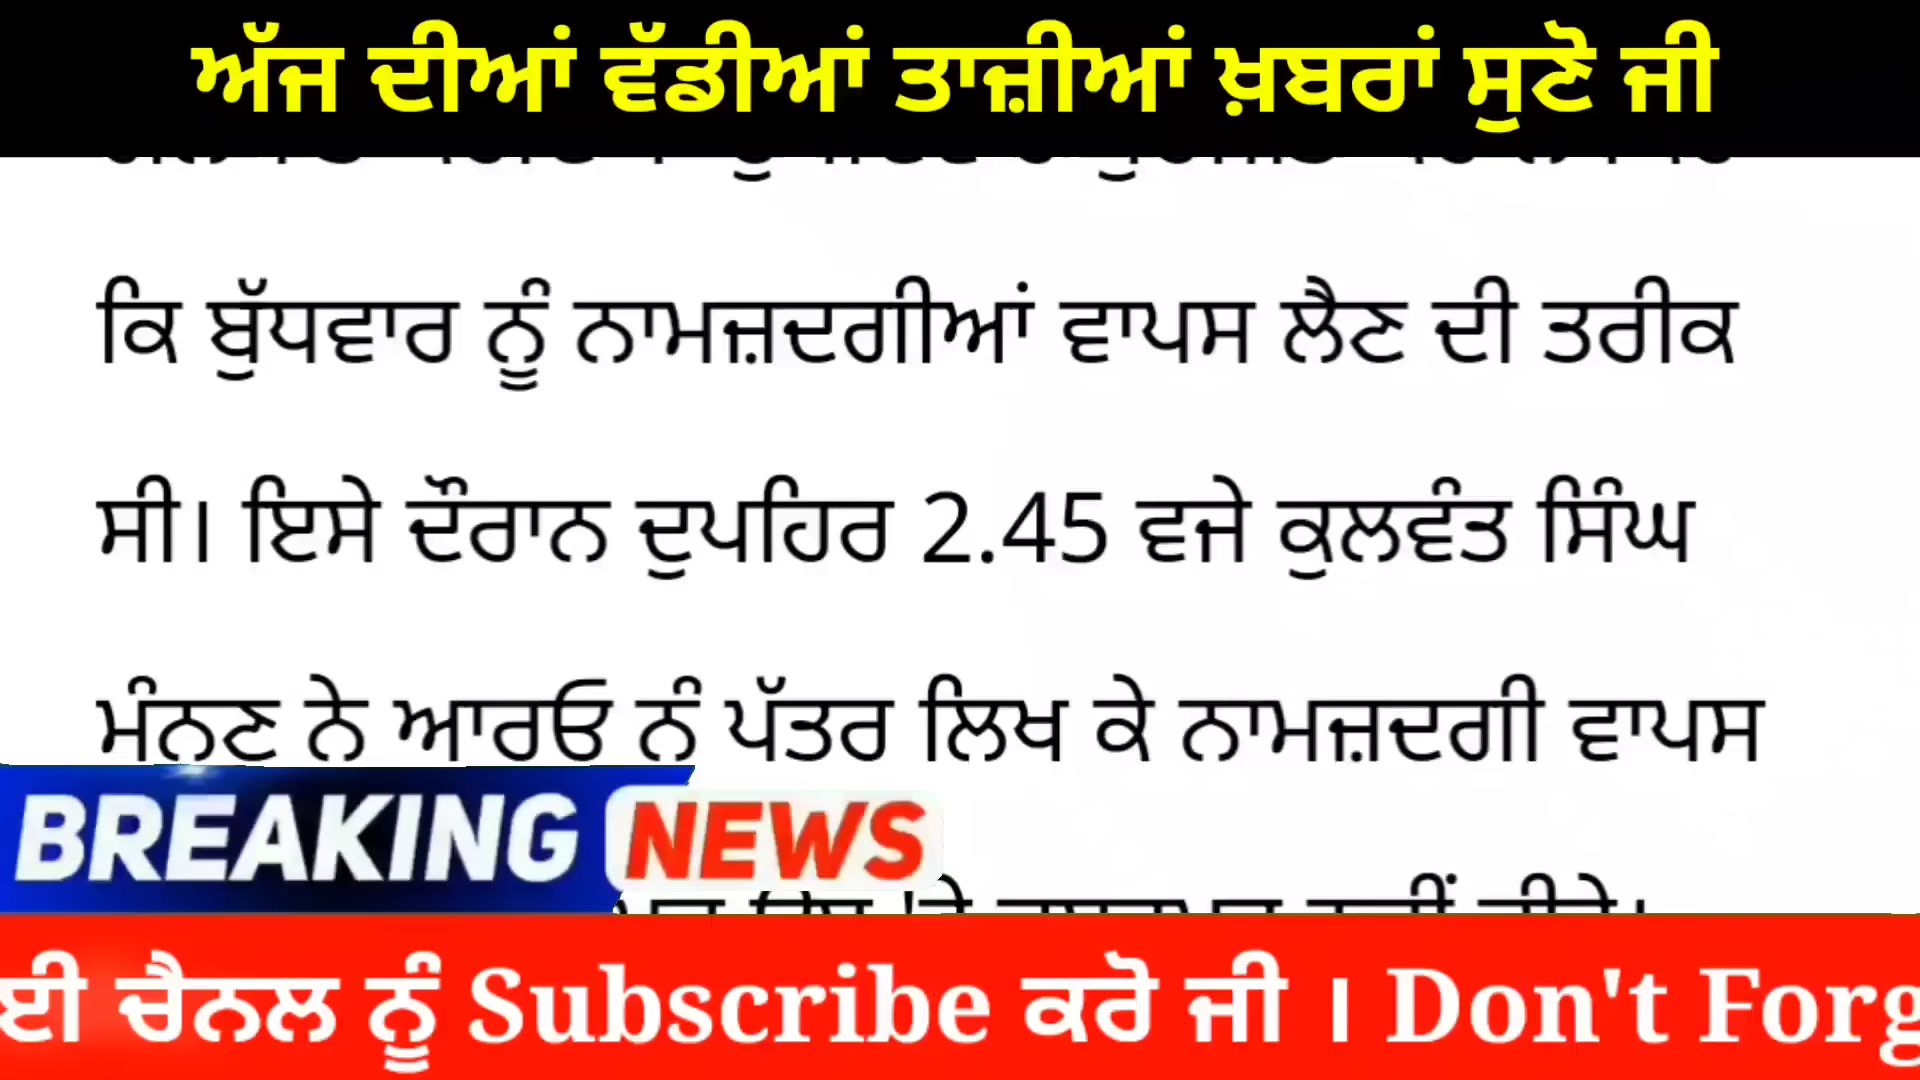 ਅੱਜ ਦੀਆਂ ਵੱਡੀਆਂ ਤਾਜ਼ੀਆਂ ਖ਼ਬਰਾਂ ਸੁਣੋ ਜੀ
ਕਿ ਬੁੱਧਵਾਰ ਨੂੰ ਨਾਮਜ਼ਦਗੀਆਂ ਵਾਪਸ ਲੈਣ ਦੀ ਤਰੀਕ
ਸੀ। ਇਸੇ ਦੌਰਾਨ ਦੁਪਹਿਰ 2.45 ਵਜੇ ਕੁਲਵੰਤ ਸਿੰਘ
ਮੰਨਣ ਨੇ ਆਰਓ ਨੂੰ ਪੱਤਰ ਲਿਖ ਕੇ ਨਾਮਜ਼ਦਗੀ ਵਾਪਸ
BREAKING NEWS
ਈ ਚੈਨਲ ਨੂੰ Subscribe ਕਰੋ ਜੀ । Don't Forg